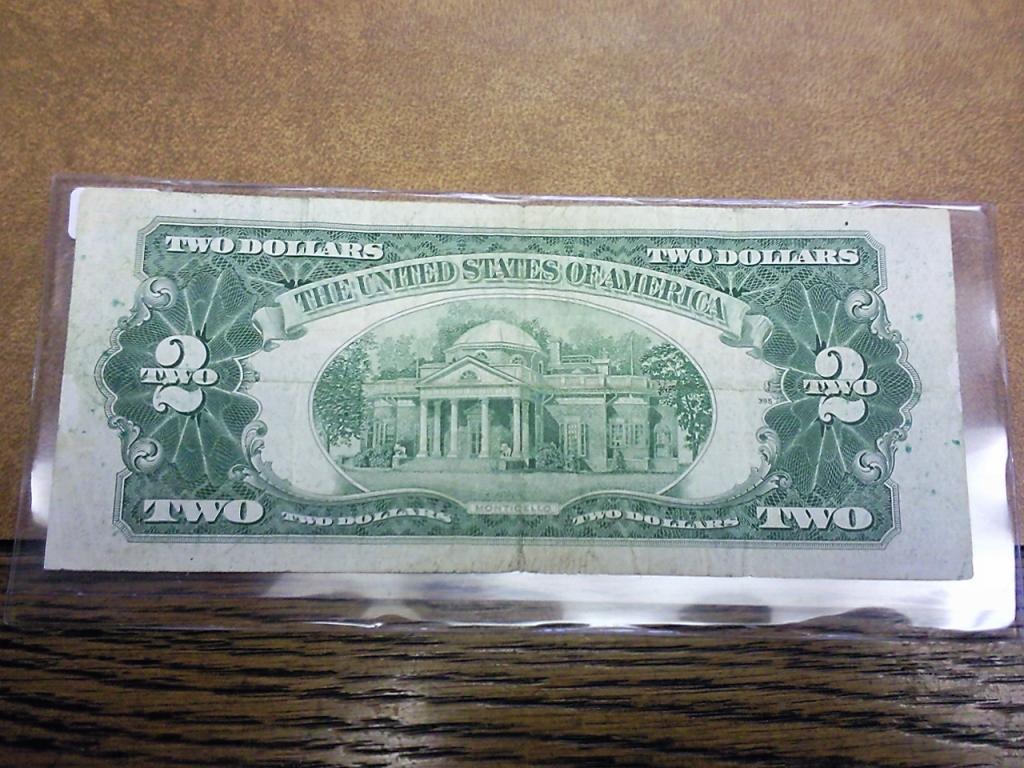 TWO DOLLARS TWO DOLLARS
THE UNITED STATES OF AMERICA
2 2
TWO TWO
TWO TWO DOLLARS MONTICELLO TWO DOLLARS TWO